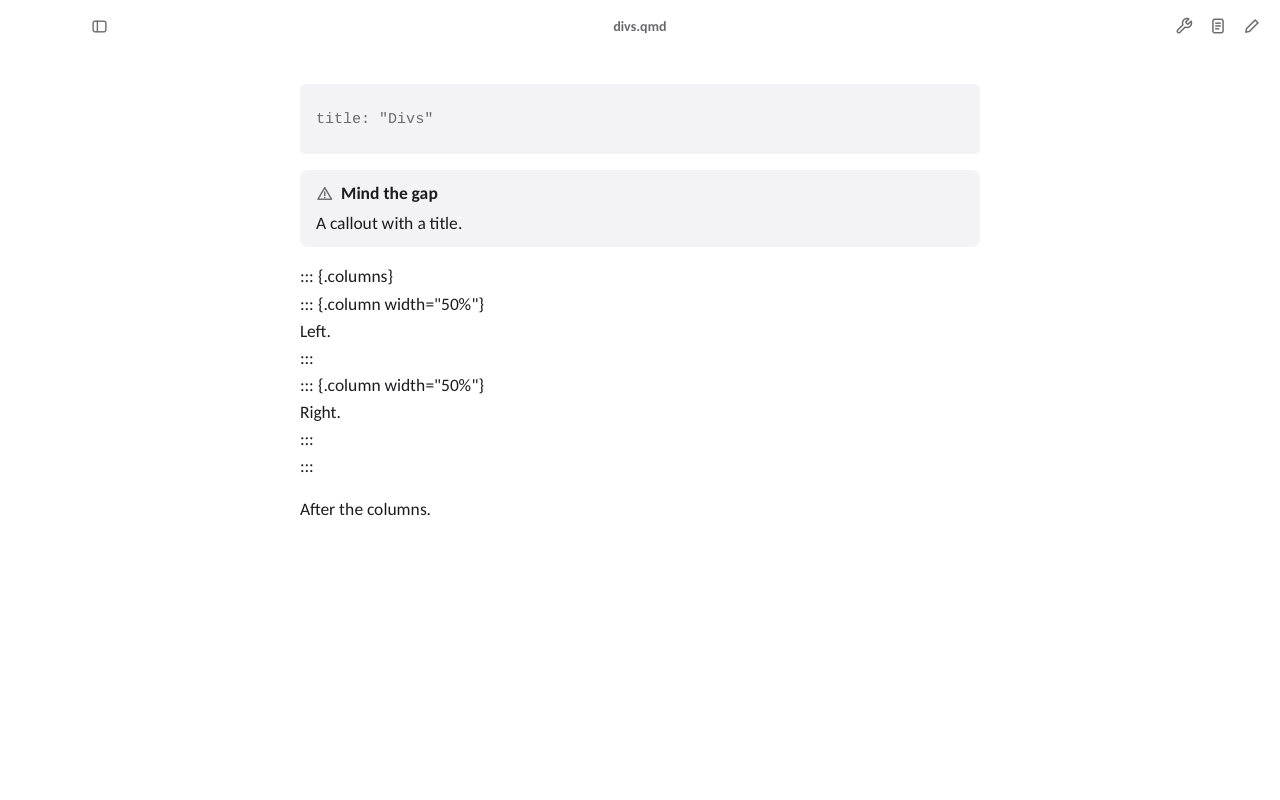 divs.qmd
title: "Divs"
Mind the gap
A callout with a title.
::: {.columns}
::: {.column width="50%"}
Left.
:::
::: {.column width="50%"}
Right.
:::
:::
After the columns.